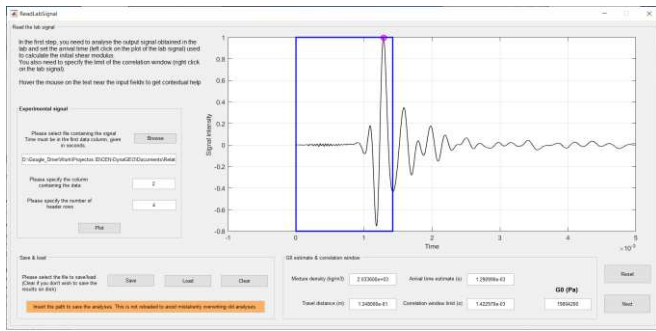 ReadLabSignal
Read the lab signal
In the first step, you need to analyse the output signal obtained in the
lab and set the arrival time (left click on the plot of the lab signal) used
to calculate the initial shear modulus.
You also need to specify the limit of the correlation window (right click
on the lab signal).
Hover the mouse on the text near the input fields to get contextual help
Experimental signal
Please select file containing the signal
Time must be in the first data column, given
in seconds.
Browse
Please specify the column
containing the data
2
Please specify the number of
header rows
4
Plot
Signal intensity
1
0.8
0.6
0.4
0.2
0
-0.2
-0.4
-0.6
-0.8
-1
0
1
2
3
4
5
Time
×10⁻³
Save & load
Please select the file to save/load
(Clear if you don't wish to save the
results on disk)
Save
Load
Clear
Insert the path to save the analyses. This is not reloaded to avoid mistakenly overwriting old analyses.
G0 estimate & correlation window
Mixture density (kg/m3)
Arrival time estimate (s)
Travel distance (m)
Correlation window limit (s)
G0 (Pa)
Reset
Next